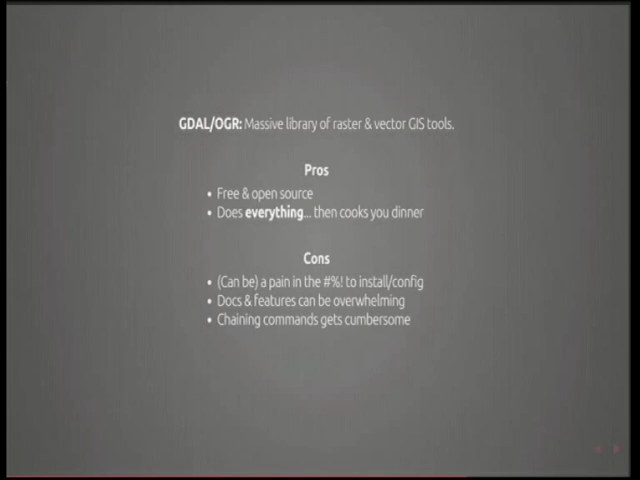 GDAL/OGR: Massive library of raster & vector GIS tools.
Pros
• Free & open source
• Does everything... then cooks you dinner
Cons
• (Can be) a pain in the #%! to install/config
• Docs & features can be overwhelming
• Chaining commands gets cumbersome